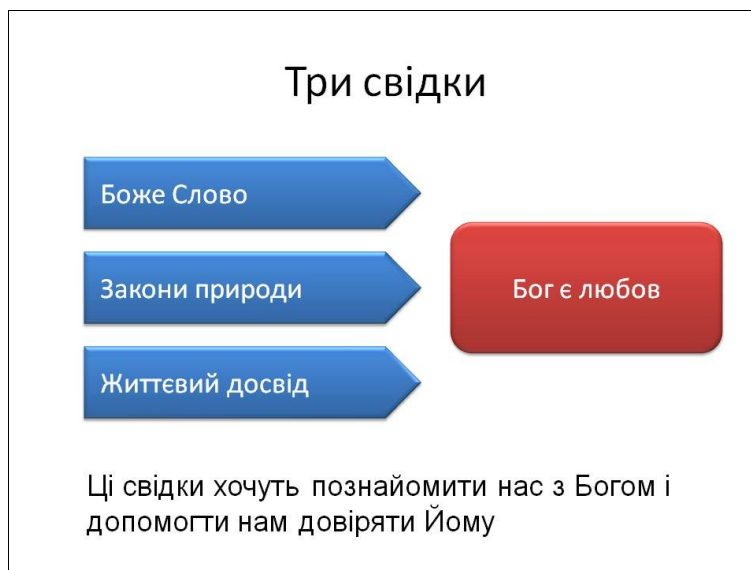 Три свідки
Боже Слово
Закони природи
Життєвий досвід
Бог є любов
Ці свідки хочуть познайомити нас з Богом і
допомогти нам довіряти Йому